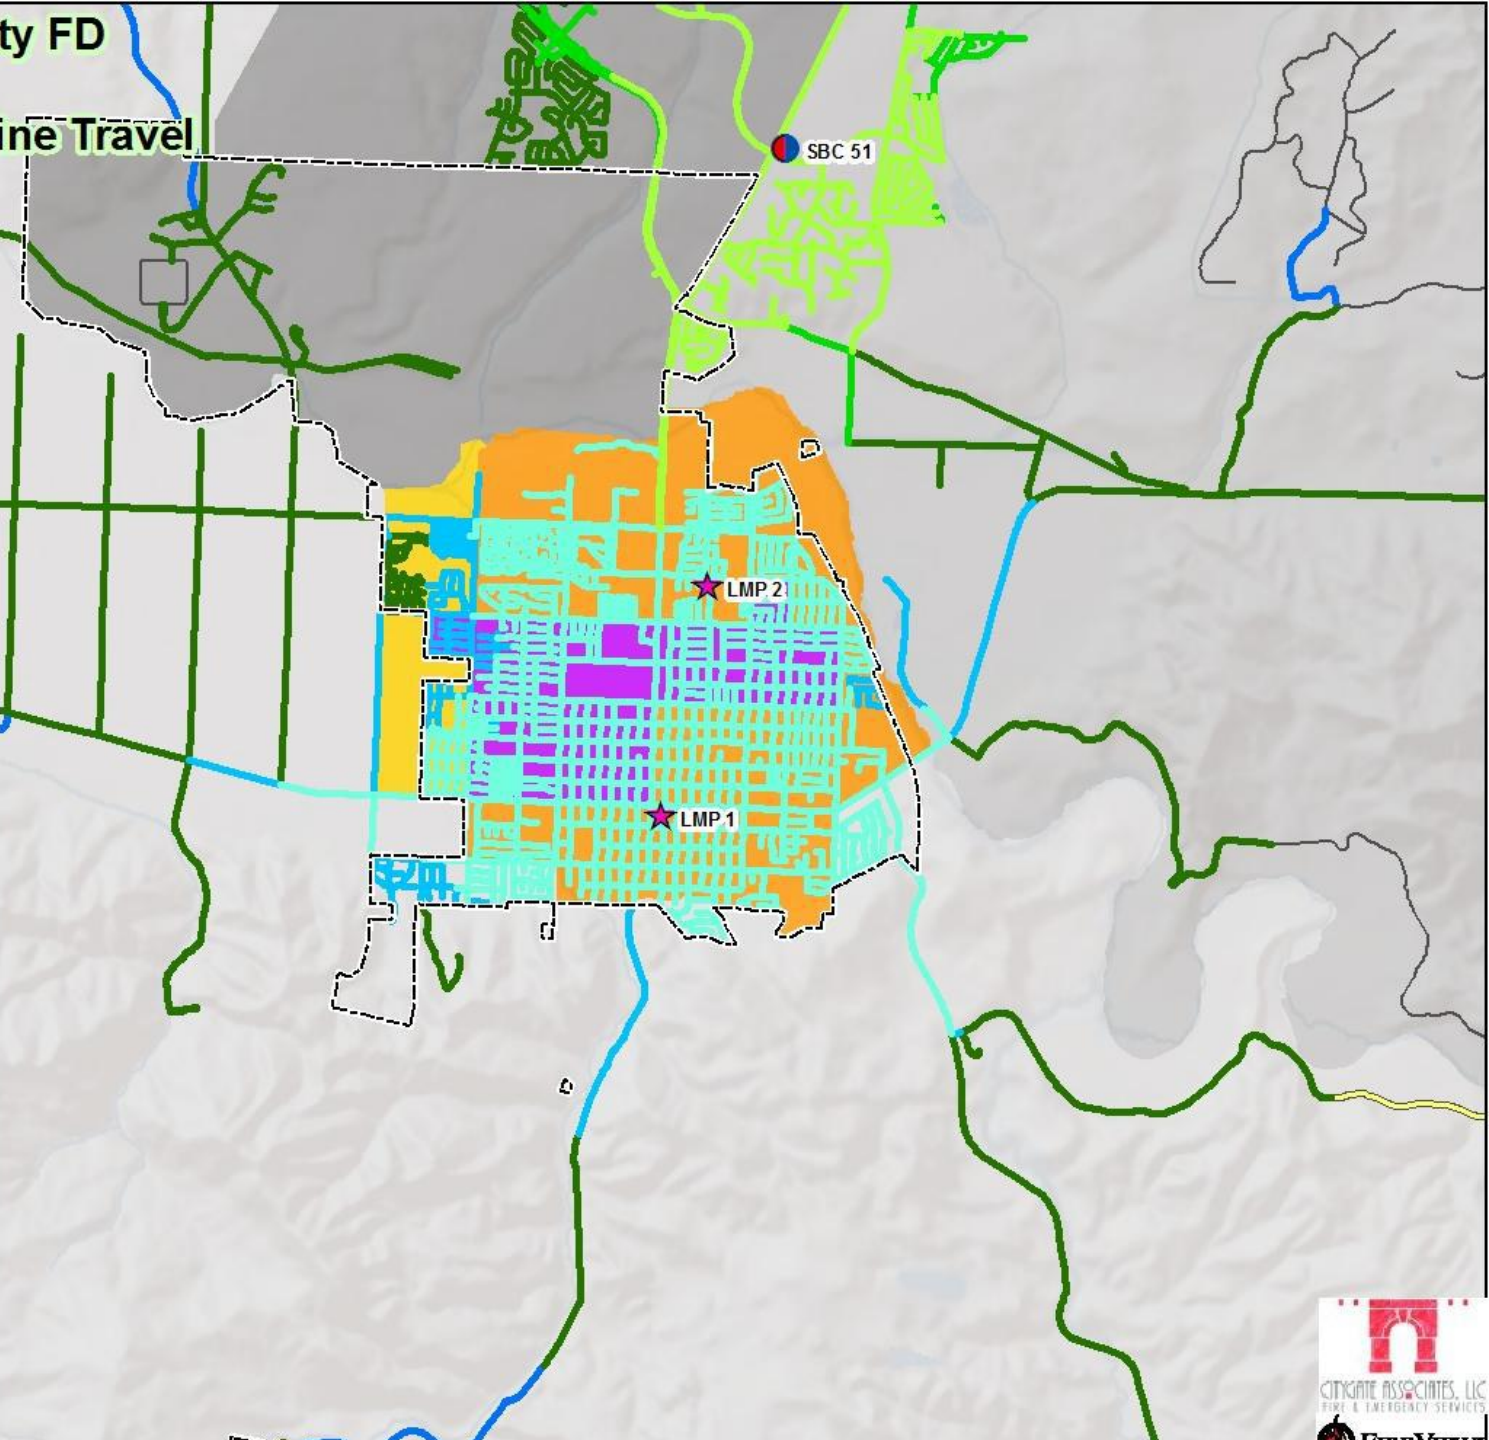 ty FD
ine Travel
SBC 51
LMP 2
LMP 1
CITYGATE ASSOCIATES, LLC
FIRE & EMERGENCY SERVICES